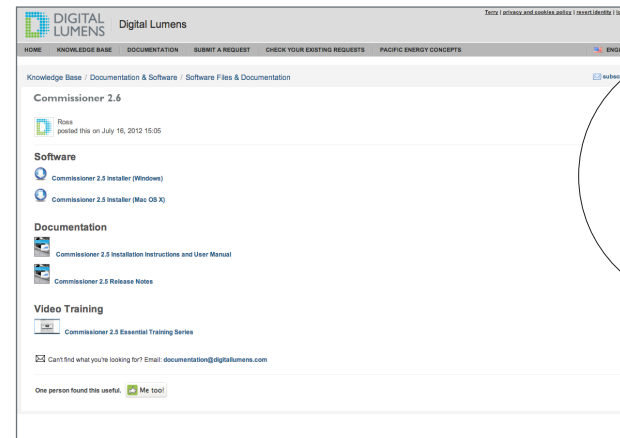 Terry | privacy and cookies policy | revert identity |
DIGITAL
LUMENS
Digital Lumens
HOME KNOWLEDGE BASE DOCUMENTATION SUBMIT A REQUEST CHECK YOUR EXISTING REQUESTS PACIFIC ENERGY CONCEPTS
Knowledge Base / Documentation & Software / Software Files & Documentation
Commissioner 2.6
Ross
posted this on July 16, 2012 15:05
Software
Commissioner 2.5 Installer (Windows)
Commissioner 2.5 Installer (Mac OS X)
Documentation
Commissioner 2.5 Installation Instructions and User Manual
Commissioner 2.5 Release Notes
Video Training
Commissioner 2.5 Essential Training Series
Can't find what you're looking for? Email: documentation@digitallumens.com
One person found this useful. Me too!